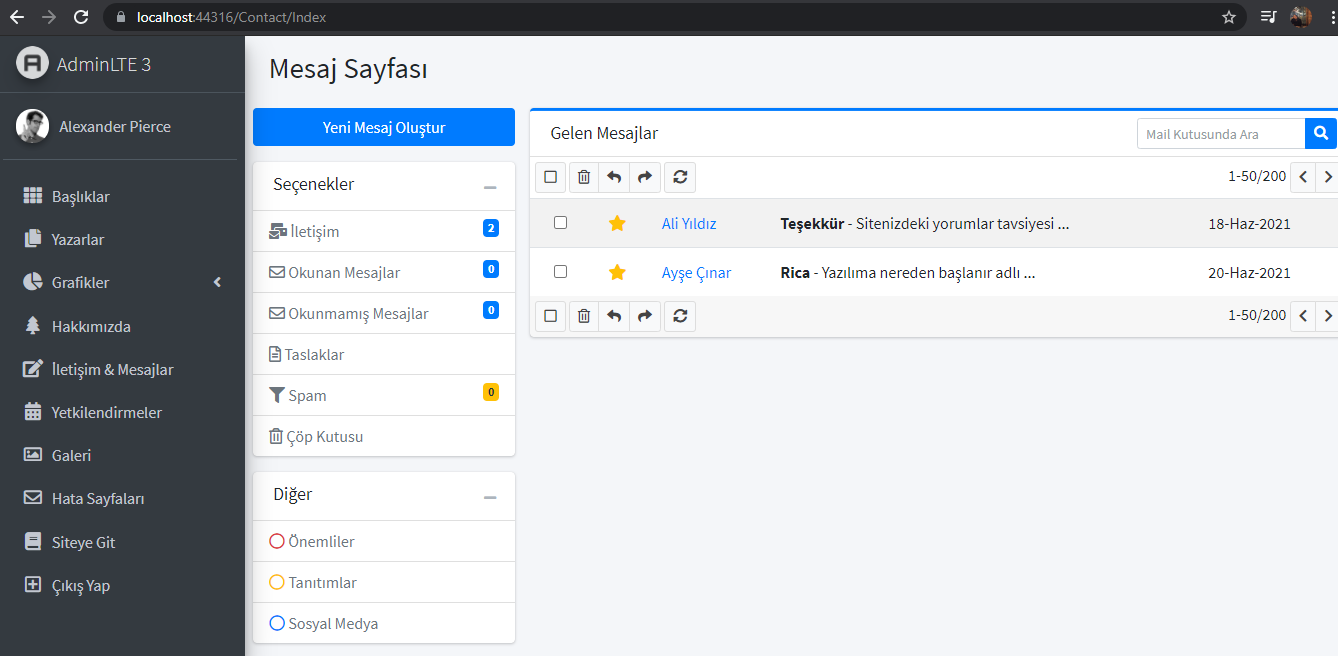 localhost:44316/Contact/Index
AdminLTE 3
Alexander Pierce
Başlıklar
Yazarlar
Grafikler
Hakkımızda
İletişim & Mesajlar
Yetkilendirmeler
Galeri
Hata Sayfaları
Siteye Git
Çıkış Yap
Mesaj Sayfası
Yeni Mesaj Oluştur
Seçenekler
İletişim 2
Okunan Mesajlar 0
Okunmamış Mesajlar 0
Taslaklar
Spam 0
Çöp Kutusu
Diğer
Önemliler
Tanıtımlar
Sosyal Medya
Gelen Mesajlar
Mail Kutusunda Ara
1-50/200
Ali Yıldız Teşekkür - Sitenizdeki yorumlar tavsiyesi ... 18-Haz-2021
Ayşe Çınar Rica - Yazılıma nereden başlanır adlı ... 20-Haz-2021
1-50/200